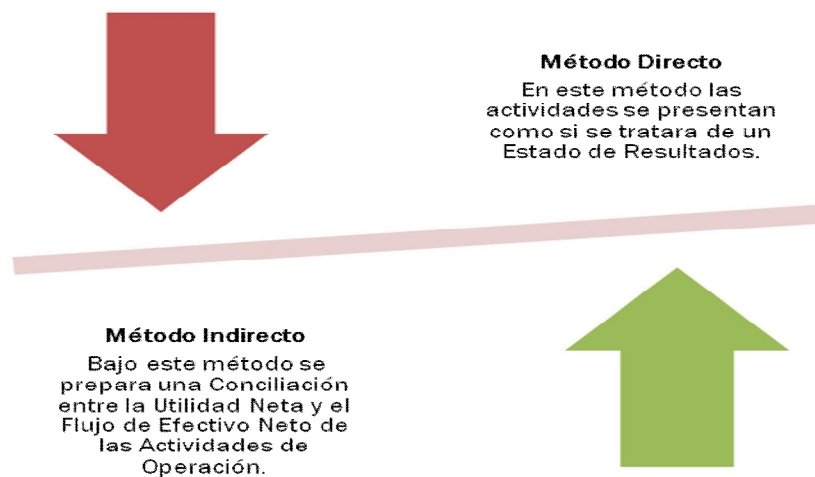 Método Directo
En este método las
actividades se presentan
como si se tratara de un
Estado de Resultados.
Método Indirecto
Bajo este método se
prepara una Conciliación
entre la Utilidad Neta y el
Flujo de Efectivo Neto de
las Actividades de
Operación.